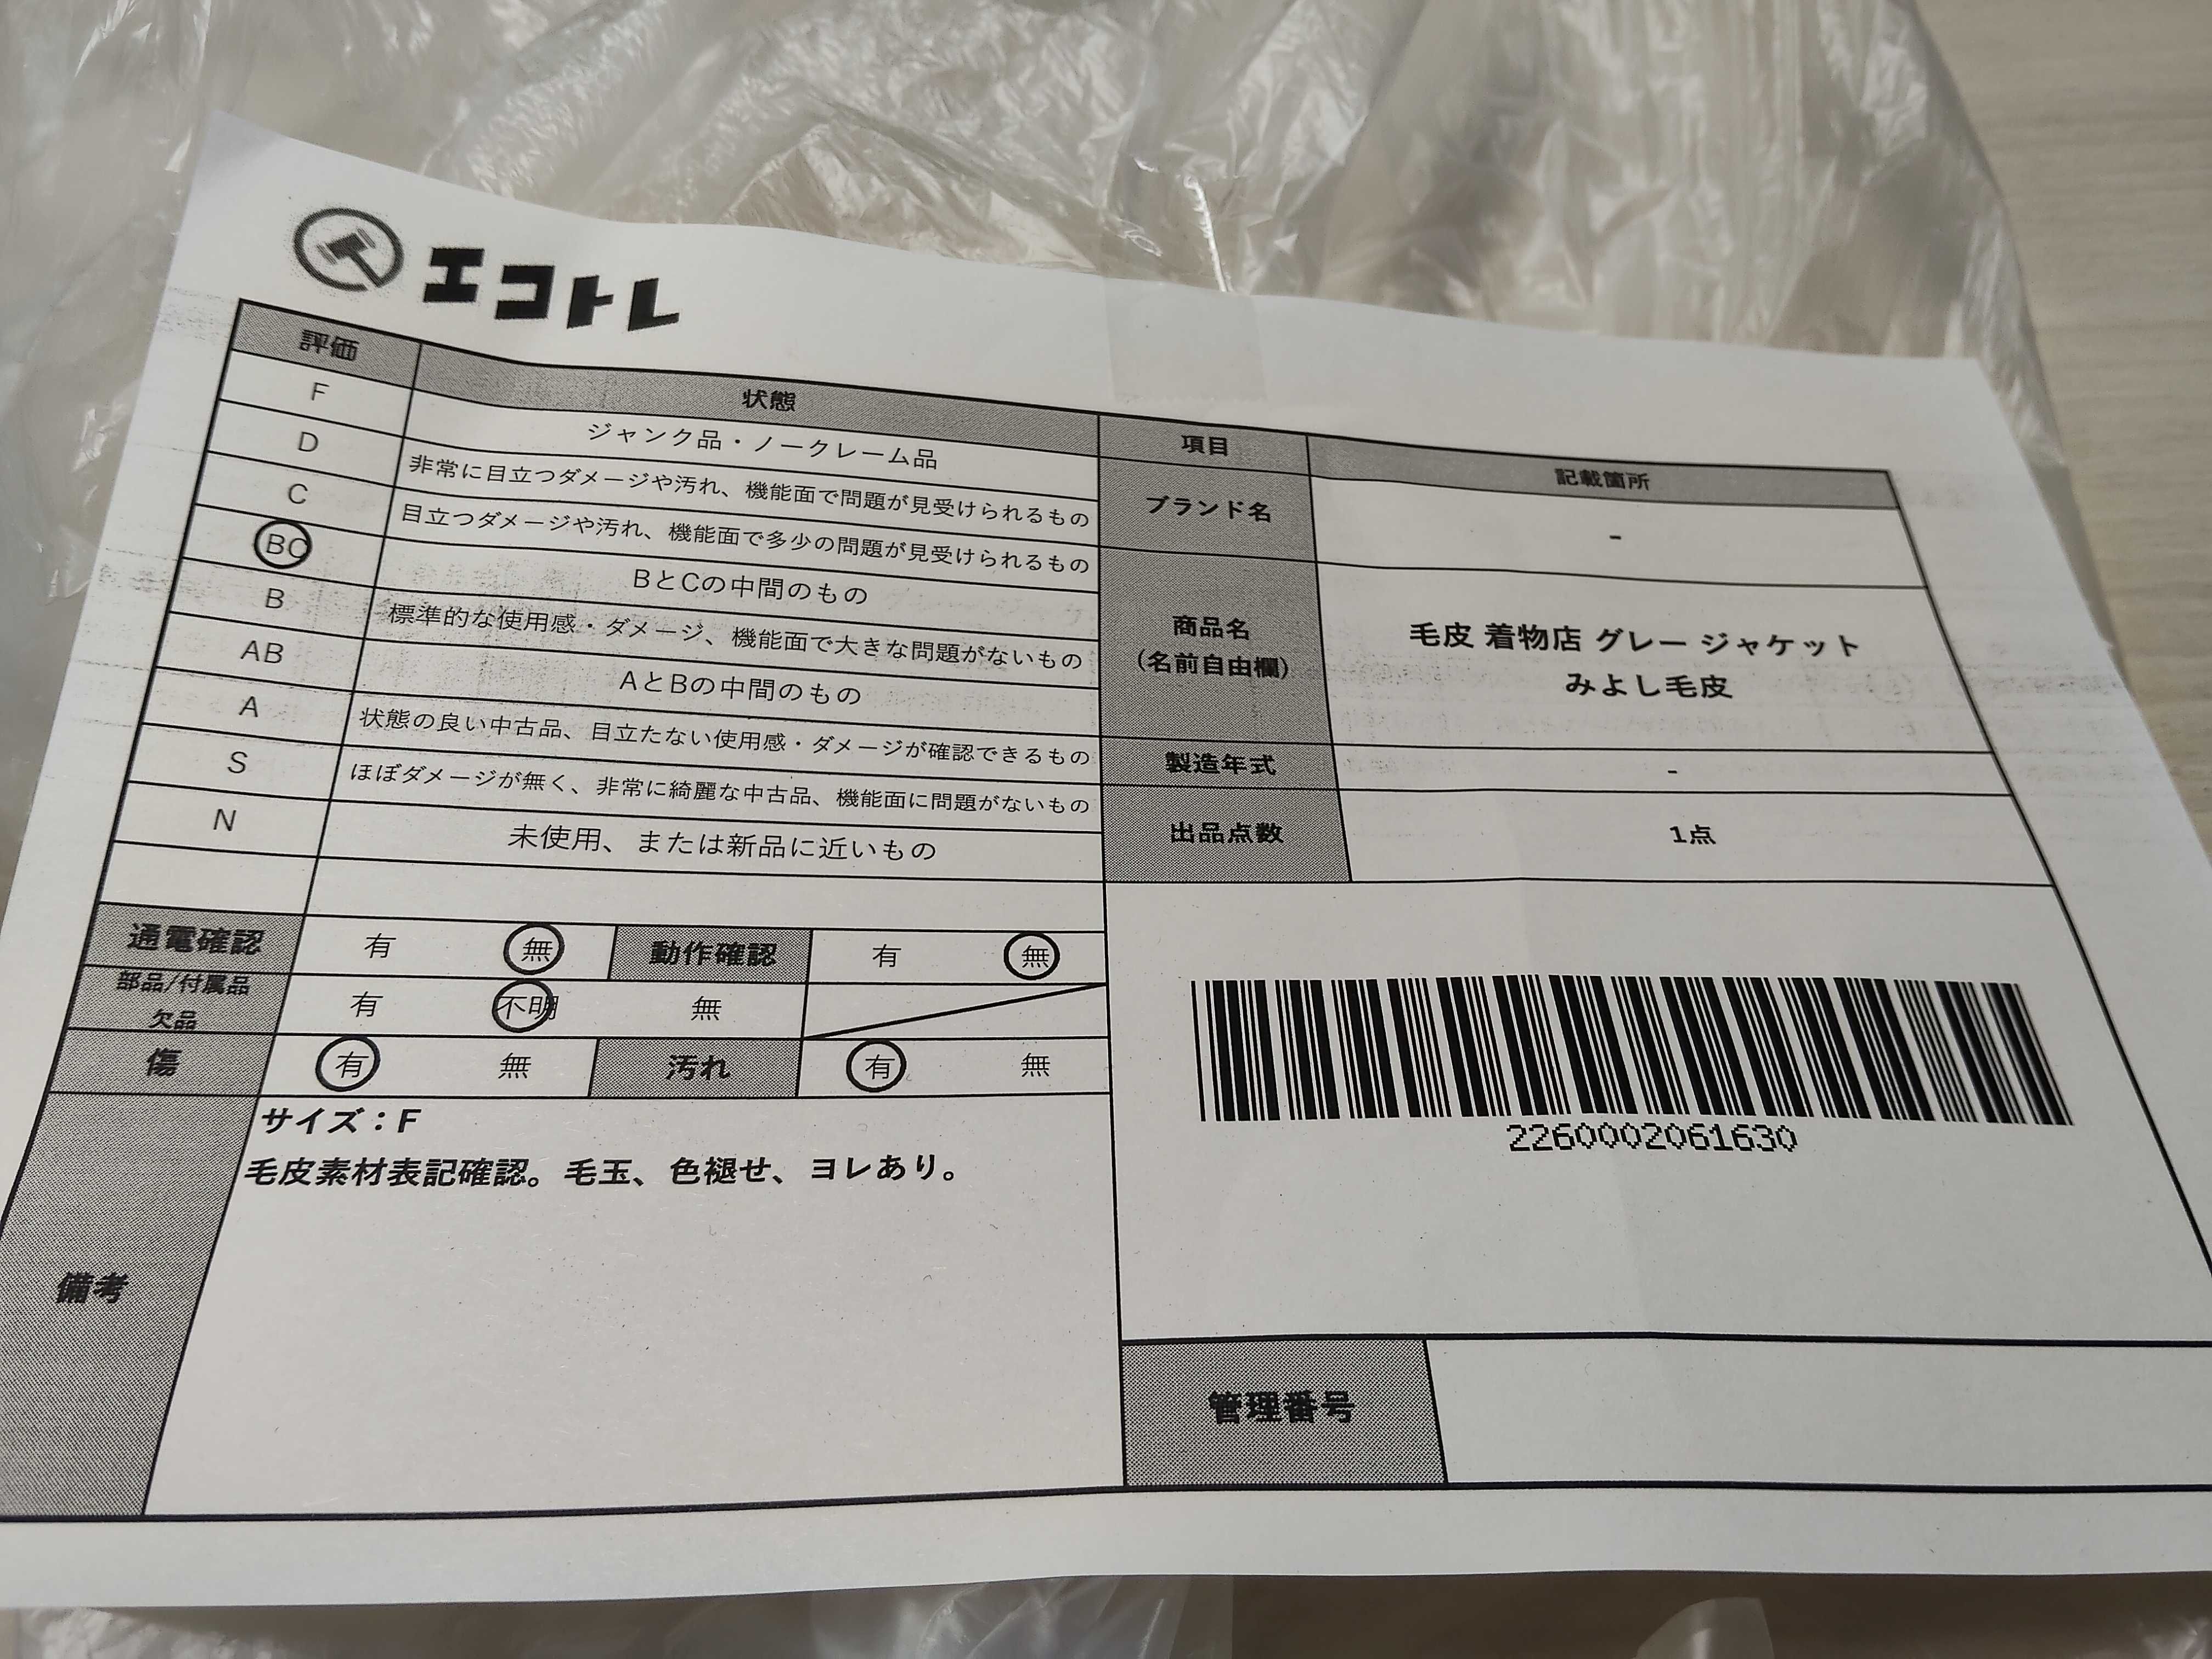 エコトレ
評価 状態
F ジャンク品・ノークレーム品
D 非常に目立つダメージや汚れ、機能面で問題が見受けられるもの
C 目立つダメージや汚れ、機能面で多少の問題が見受けられるもの
BC BとCの中間のもの
B 標準的な使用感・ダメージ、機能面で大きな問題がないもの
AB AとBの中間のもの
A 状態の良い中古品、目立たない使用感・ダメージが確認できるもの
S ほぼダメージが無く、非常に綺麗な中古品、機能面に問題がないもの
N 未使用、または新品に近いもの
通電確認 有 無 動作確認 有 無
部品/付属品
欠品 有 不明 無
傷 有 無 汚れ 有 無
備考
サイズ：F
毛皮素材表記確認。毛玉、色褪せ、ヨレあり。
項目 記載箇所
ブランド名 -
商品名
（名前自由欄）
毛皮 着物店 グレー ジャケット
みよし毛皮
製造年式 -
出品点数 1点
2260002061630
管理番号